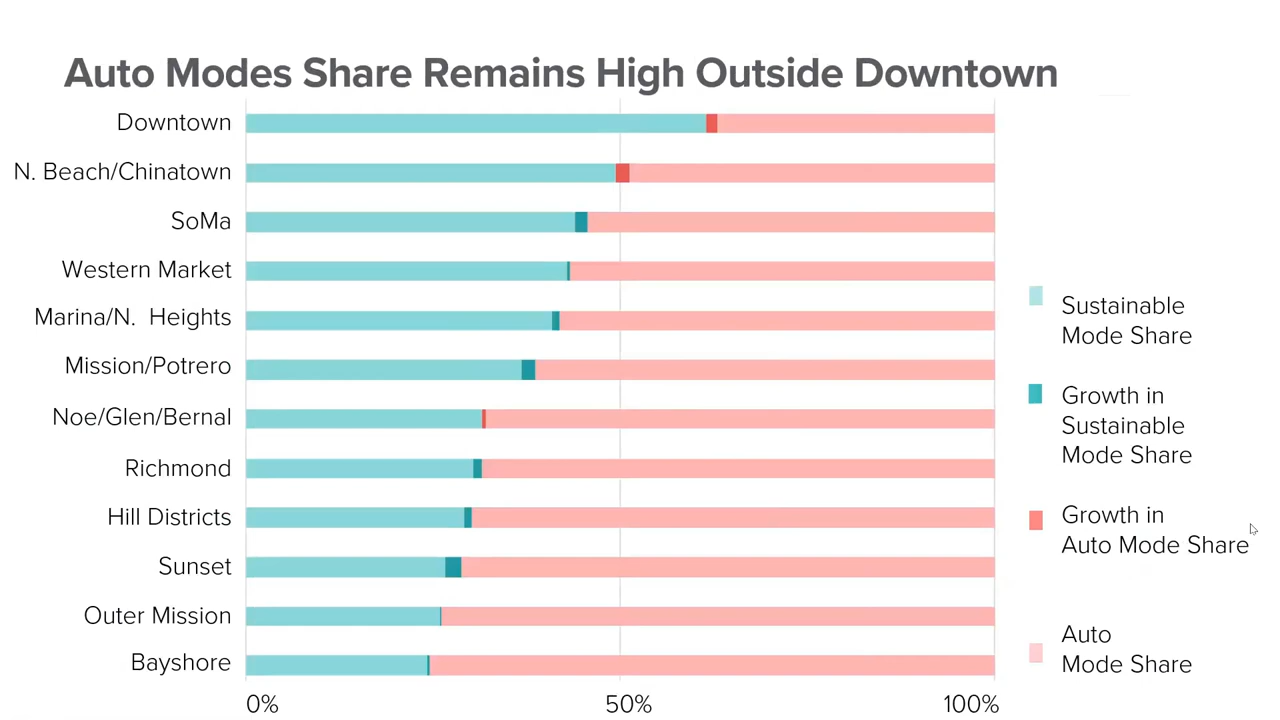 Auto Modes Share Remains High Outside Downtown
Downtown
N. Beach/Chinatown
SoMa
Western Market
Marina/N. Heights
Mission/Potrero
Noe/Glen/Bernal
Richmond
Hill Districts
Sunset
Outer Mission
Bayshore
0%
50%
100%
Sustainable
Mode Share
Growth in
Sustainable
Mode Share
Growth in
Auto Mode Share
Auto
Mode Share